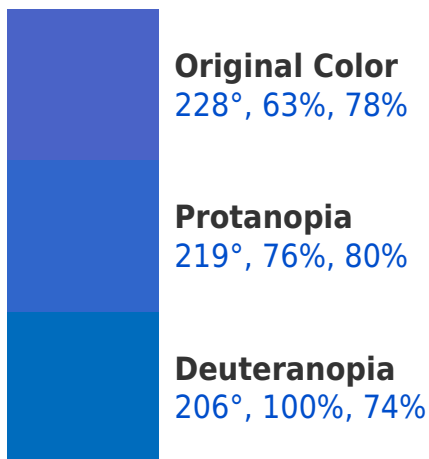 Original Color
228°, 63%, 78%
Protanopia
219°, 76%, 80%
Deuteranopia
206°, 100%, 74%